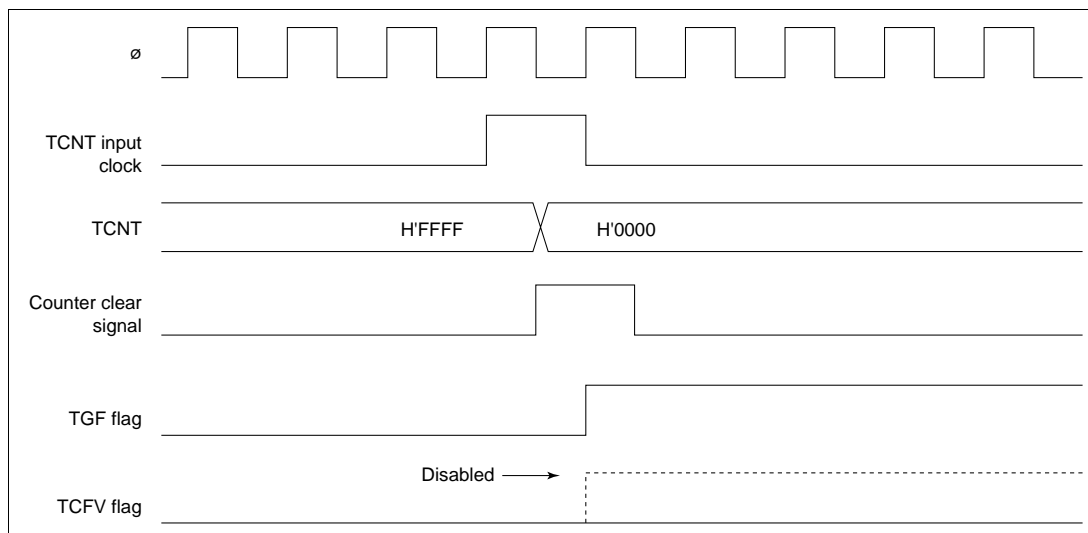 ø
TCNT input
clock
TCNT
H'FFFF
H'0000
Counter clear
signal
TGF flag
Disabled
TCFV flag